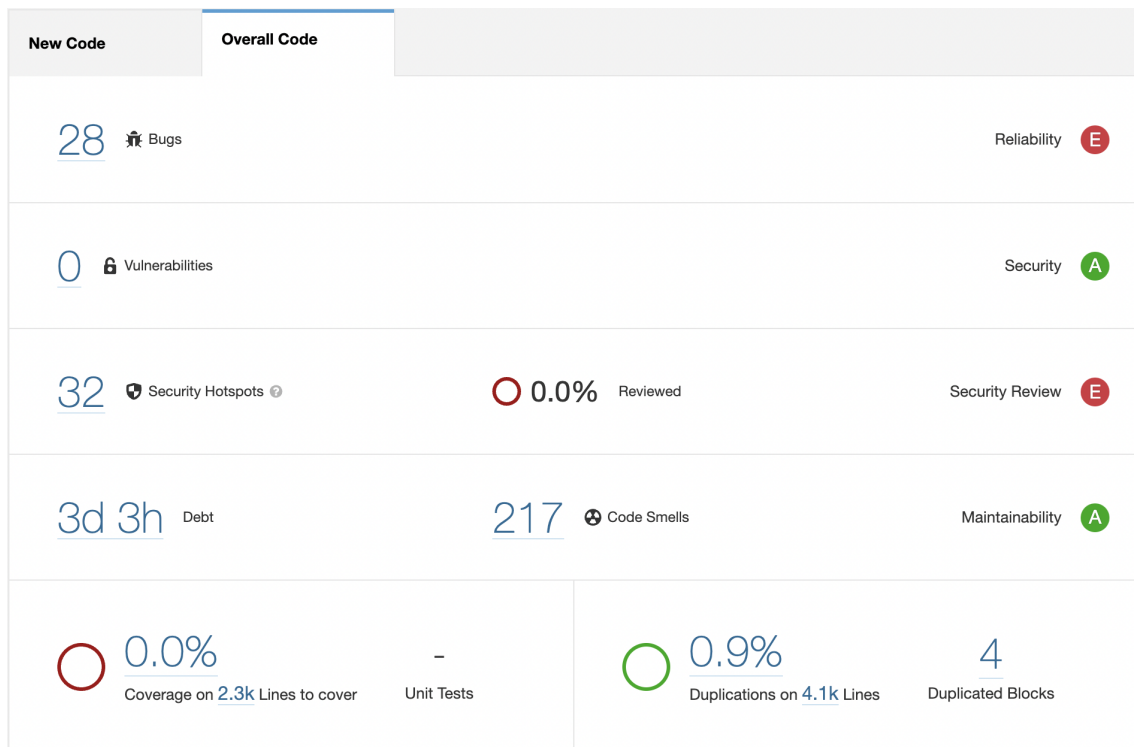 New Code
Overall Code
28 Bugs
Reliability E
0 Vulnerabilities
Security A
32 Security Hotspots ?
0.0% Reviewed
Security Review E
3d 3h Debt
217 Code Smells
Maintainability A
0.0%
Coverage on 2.3k Lines to cover
-
Unit Tests
0.9%
Duplications on 4.1k Lines
4
Duplicated Blocks